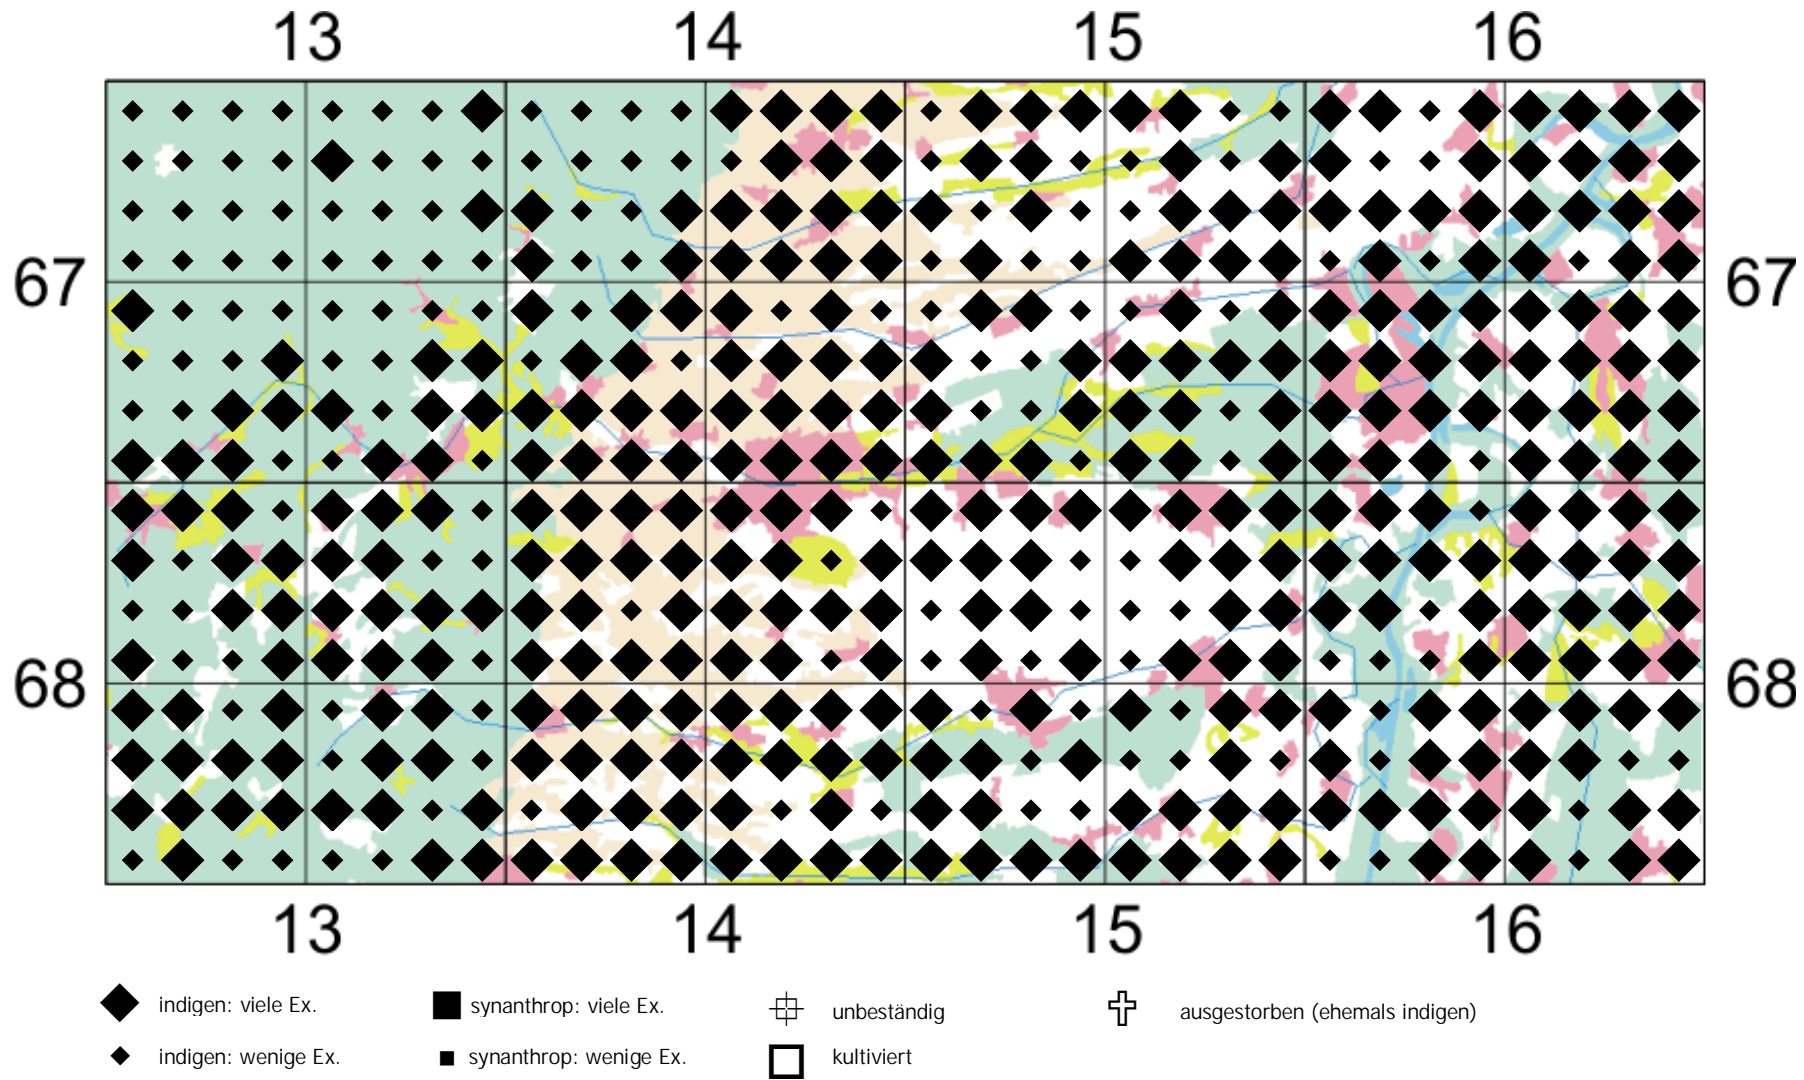 13 14 15 16
67 67
68 68
13 14 15 16
indigen: viele Ex. synanthrop: viele Ex. unbeständig ausgestorben (ehemals indigen)
indigen: wenige Ex. synanthrop: wenige Ex. kultiviert